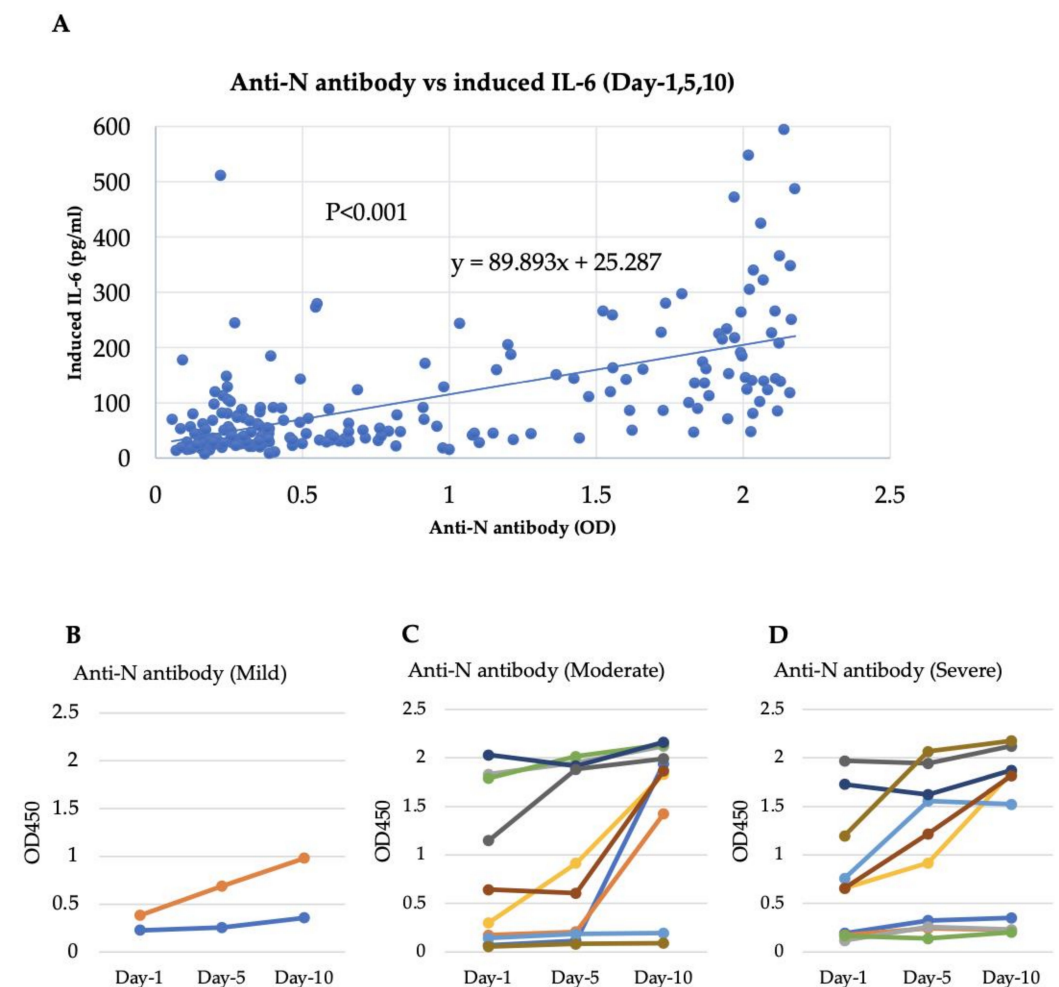 A
Anti-N antibody vs induced IL-6 (Day-1,5,10)
Induced IL-6 (pg/ml)
600
500
400
300
200
100
0
P<0.001
y = 89.893x + 25.287
0 0.5 1 1.5 2 2.5
Anti-N antibody (OD)
B
Anti-N antibody (Mild)
OD450
2.5
2
1.5
1
0.5
0
Day-1 Day-5 Day-10
C
Anti-N antibody (Moderate)
OD450
2.5
2
1.5
1
0.5
0
Day-1 Day-5 Day-10
D
Anti-N antibody (Severe)
OD450
2.5
2
1.5
1
0.5
0
Day-1 Day-5 Day-10